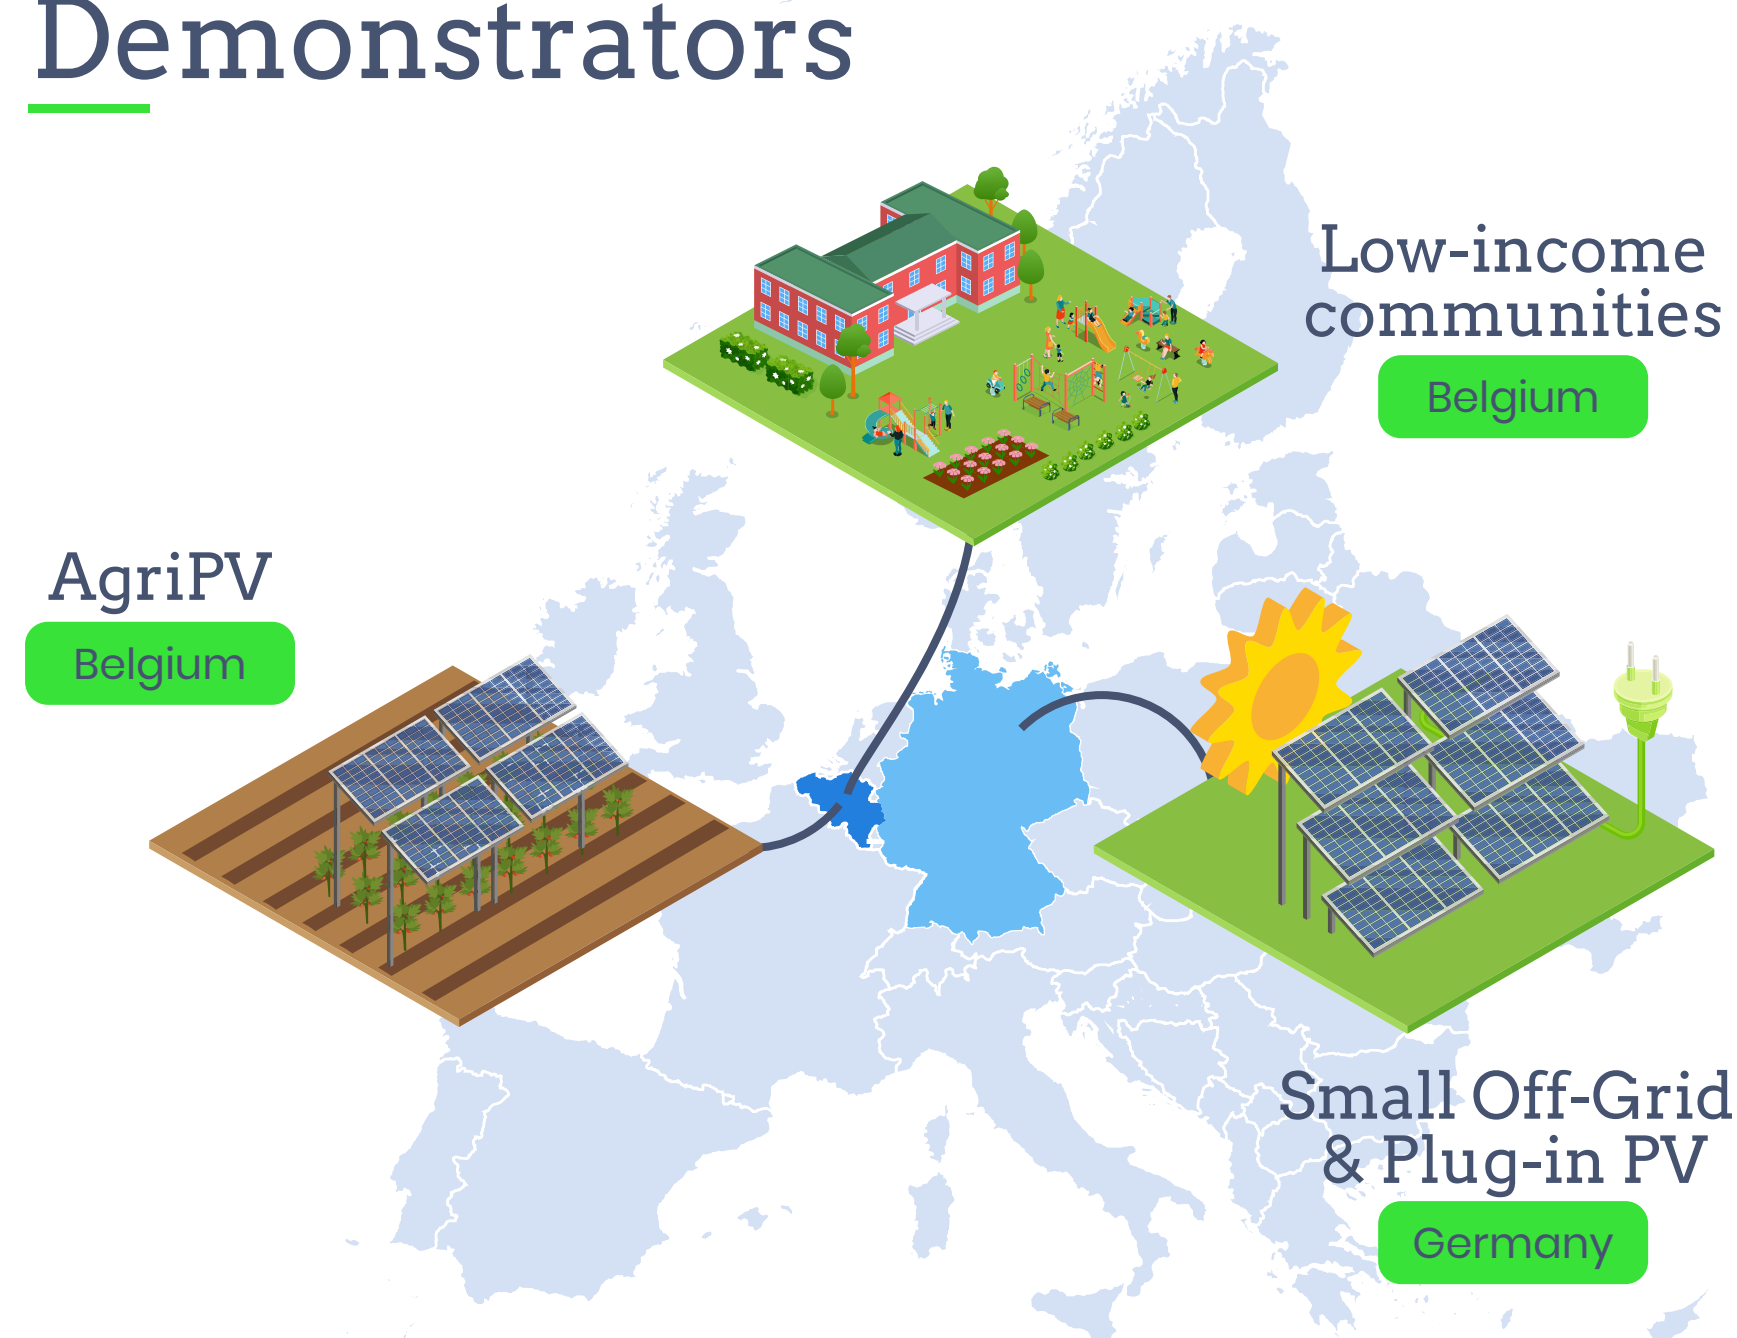 Demonstrators
Low-income
communities
Belgium
AgriPV
Belgium
Small Off-Grid
& Plug-in PV
Germany